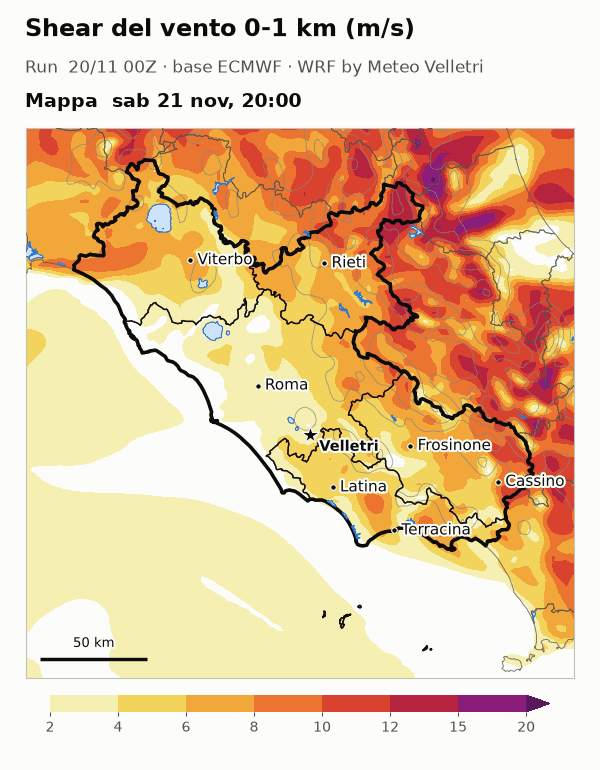 Shear del vento 0-1 km (m/s)
Run 20/11 00Z · base ECMWF · WRF by Meteo Velletri
Mappa sab 21 nov, 20:00
Viterbo
Rieti
Roma
Velletri
Frosinone
Latina
Cassino
Terracina
50 km
2 4 6 8 10 12 15 20